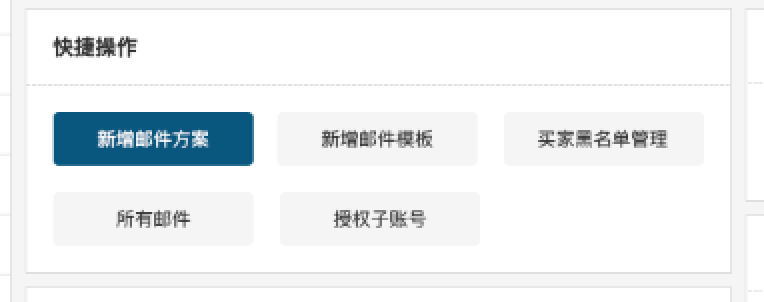 快捷操作
新增邮件方案
新增邮件模板
买家黑名单管理
所有邮件
授权子账号